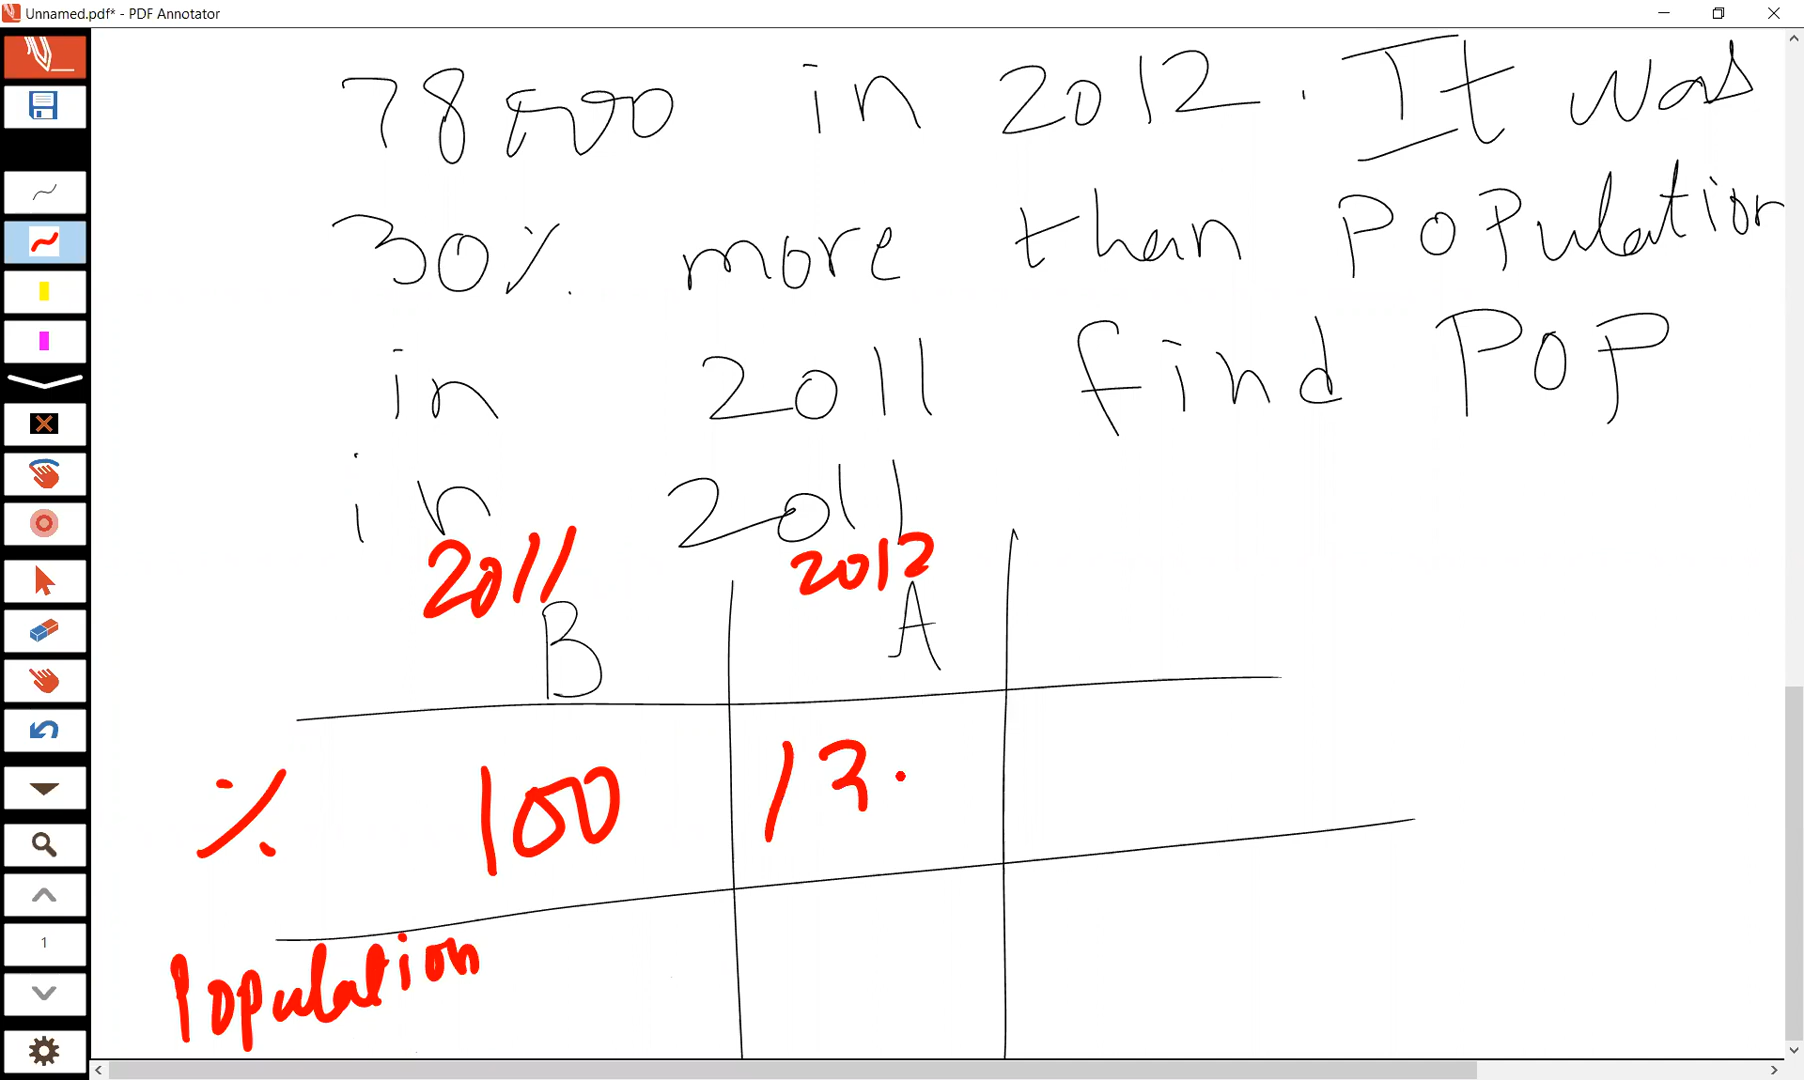 Unnamed.pdf* - PDF Annotator
78000 in 2012. It was
30% more than Population
in 2011 find POP
in 2011
2011 2012
B A
% 100 13
Population
1